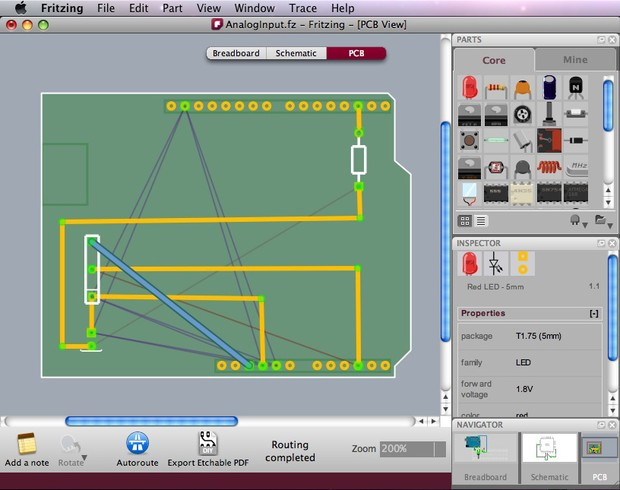 Fritzing File Edit Part View Window Trace Help
AnalogInput.fz – Fritzing - [PCB View]
Breadboard Schematic PCB
PARTS
Core Mine
MHz
INSPECTOR
Red LED - 5mm 1.1
Properties [-]
package T1.75 (5mm)
family LED
forward voltage 1.8V
color red
NAVIGATOR
Breadboard Schematic PCB
Add a note Rotate Autoroute DIY Export Etchable PDF
Routing completed
Zoom 200%